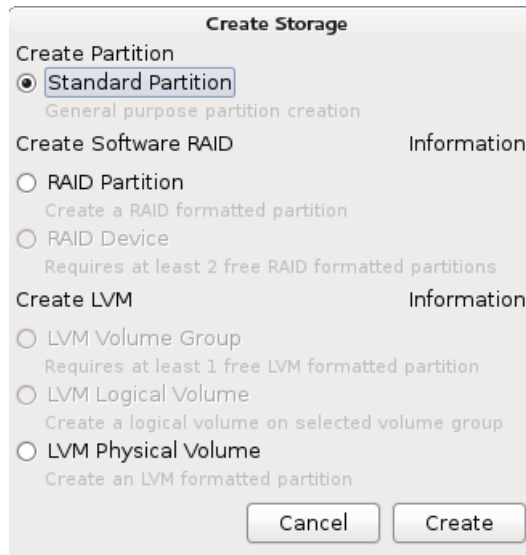 Create Storage
Create Partition
Standard Partition
General purpose partition creation
Create Software RAID Information
RAID Partition
Create a RAID formatted partition
RAID Device
Requires at least 2 free RAID formatted partitions
Create LVM Information
LVM Volume Group
Requires at least 1 free LVM formatted partition
LVM Logical Volume
Create a logical volume on selected volume group
LVM Physical Volume
Create an LVM formatted partition
Cancel Create